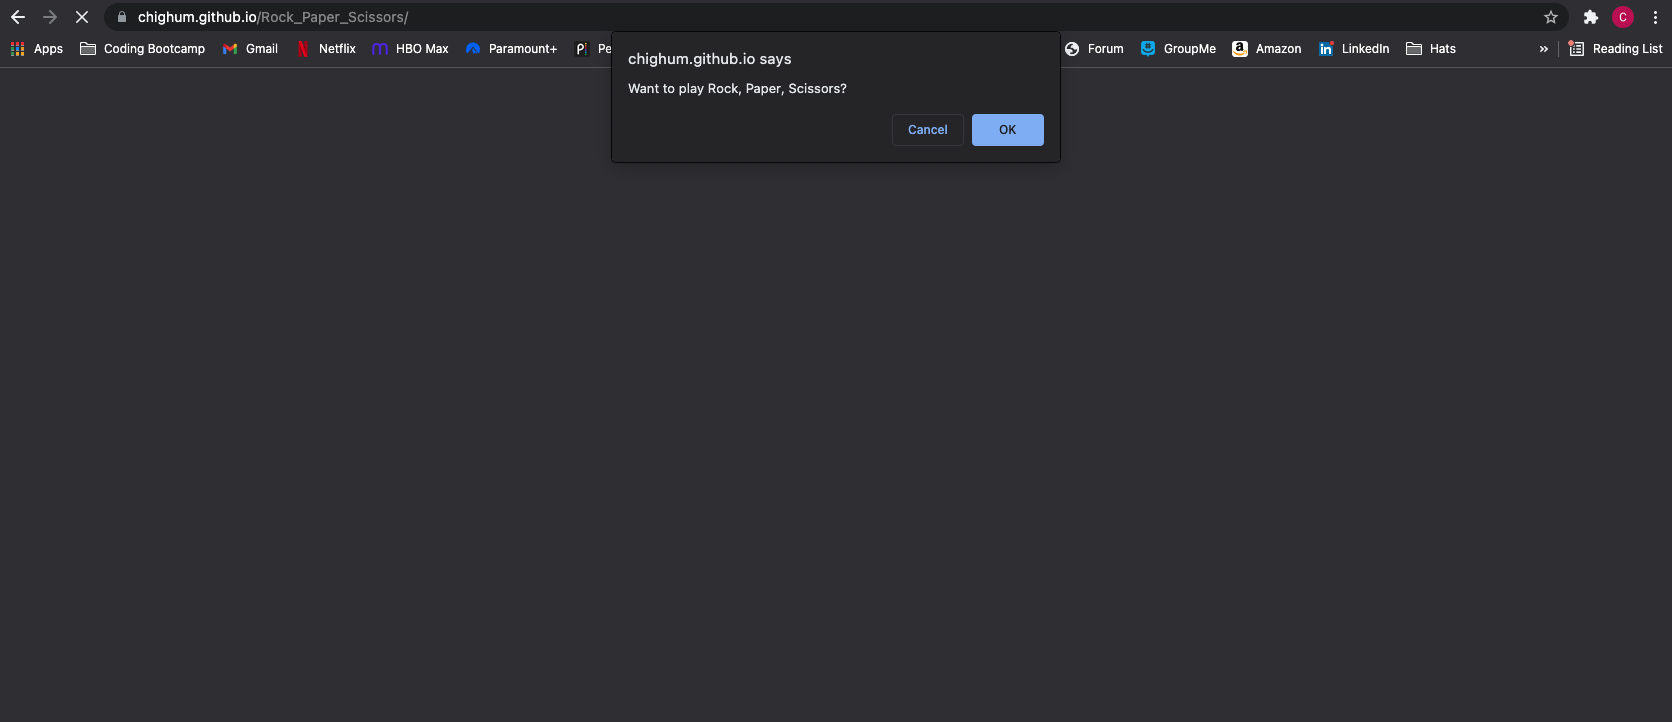 chighum.github.io/Rock_Paper_Scissors/
C
Apps Coding Bootcamp Gmail Netflix HBO Max Paramount+ Forum GroupMe Amazon LinkedIn Hats » Reading List
chighum.github.io says
Want to play Rock, Paper, Scissors?
Cancel OK